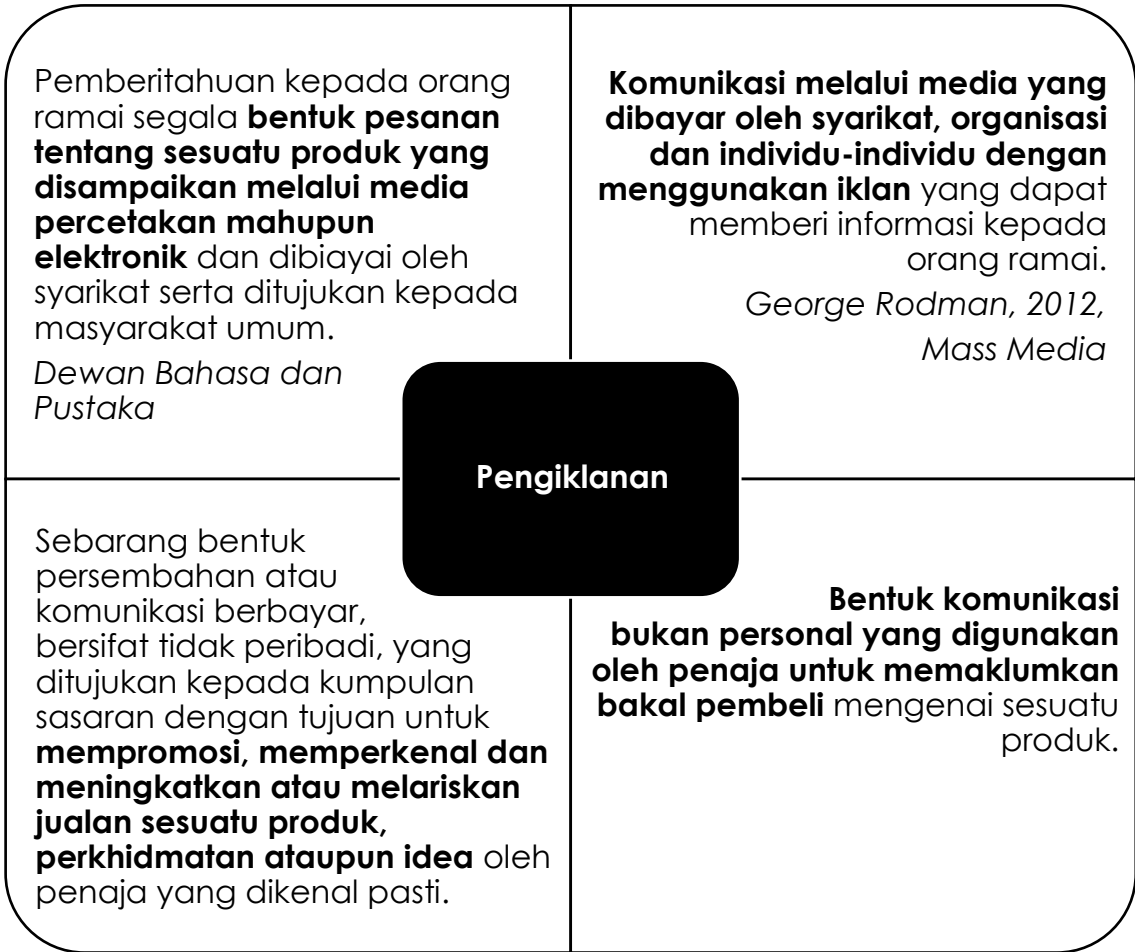 Pemberitahuan kepada orang
ramai segala bentuk pesanan
tentang sesuatu produk yang
disampaikan melalui media
percetakan mahupun
elektronik dan dibiayai oleh
syarikat serta ditujukan kepada
masyarakat umum.
Dewan Bahasa dan
Pustaka
Komunikasi melalui media yang
dibayar oleh syarikat, organisasi
dan individu-individu dengan
menggunakan iklan yang dapat
memberi informasi kepada
orang ramai.
George Rodman, 2012,
Mass Media
Pengiklanan
Sebarang bentuk
persembahan atau
komunikasi berbayar,
bersifat tidak peribadi, yang
ditujukan kepada kumpulan
sasaran dengan tujuan untuk
mempromosi, memperkenal dan
meningkatkan atau melariskan
jualan sesuatu produk,
perkhidmatan ataupun idea oleh
penaja yang dikenal pasti.
Bentuk komunikasi
bukan personal yang digunakan
oleh penaja untuk memaklumkan
bakal pembeli mengenai sesuatu
produk.